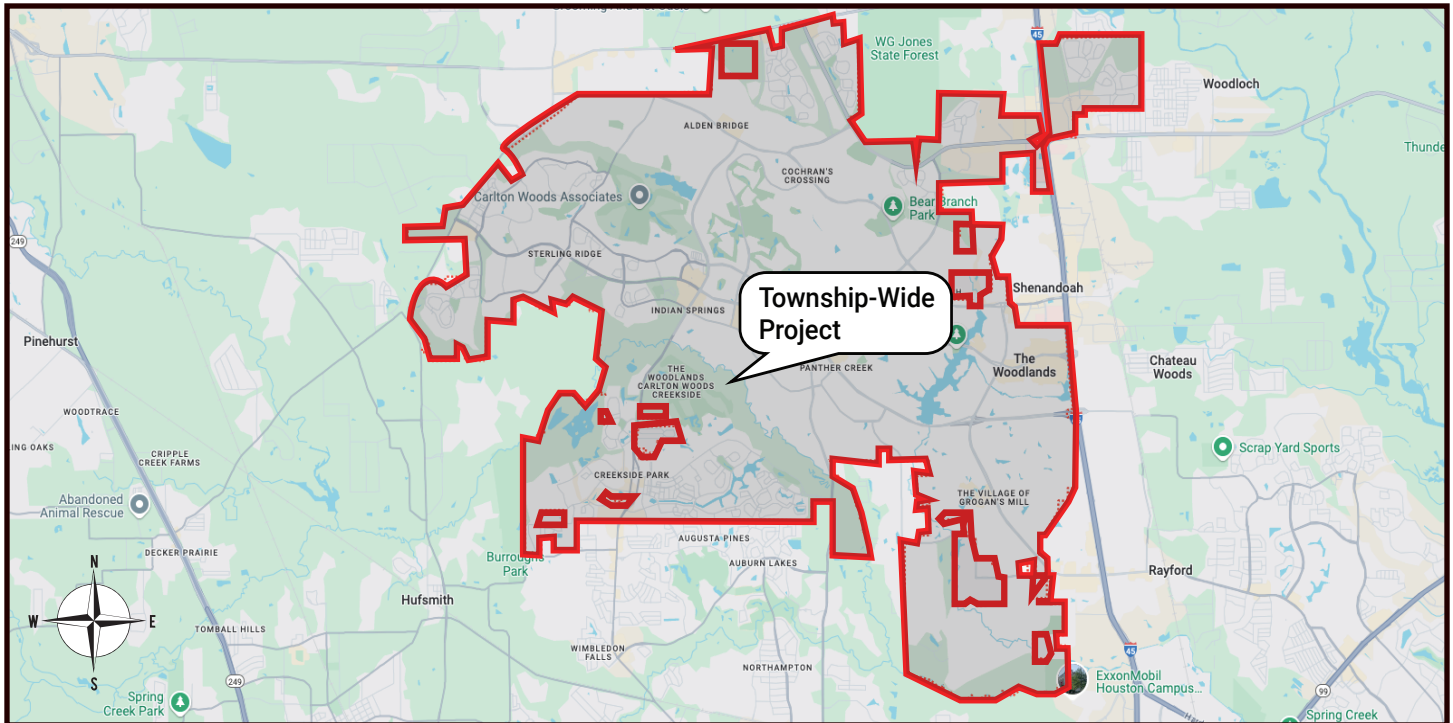 WG Jones
State Forest
45
Woodloch
ALDEN BRIDGE
COCHRAN'S
CROSSING
Carlton Woods Associates
Bear Branch
Park
249
STERLING RIDGE
Township-Wide
Project
Shenandoah
INDIAN SPRINGS
Pinehurst
THE
WOODLANDS
CARLTON WOODS
CREEKSIDE
PANTHER CREEK
The
Woodlands
Chateau
Woods
WOODTRACE
ING OAKS
CRIPPLE
CREEK FARMS
Scrap Yard Sports
CREEKSIDE PARK
THE VILLAGE OF
GROGAN'S MILL
Abandoned
Animal Rescue
AUGUSTA PINES
DECKER PRAIRIE
Burroughs
Park
AUBURN LAKES
Rayford
N
W
E
S
Hufsmith
TOMBALL HILLS
WIMBLEDON
FALLS
45
NORTHAMPTON
249
ExxonMobil
Houston Campus...
99
Spring
Creek Park
Spring Creek